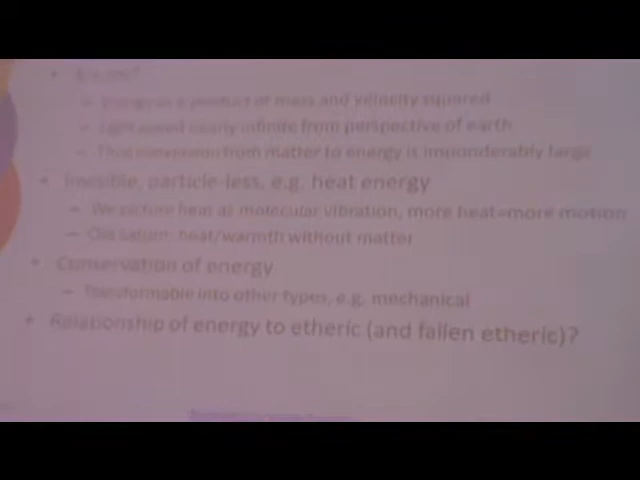 • E=mc²
– Energy as a product of mass and velocity squared
– Light speed nearly infinite from perspective of earth
– Thus conversion from matter to energy is imponderably large
• Invisible, particle-less, e.g. heat energy
– We picture heat as molecular vibration, more heat=more motion
– Old Saturn: heat/warmth without matter
• Conservation of energy
– Transformable into other types, e.g. mechanical
• Relationship of energy to etheric (and fallen etheric)?